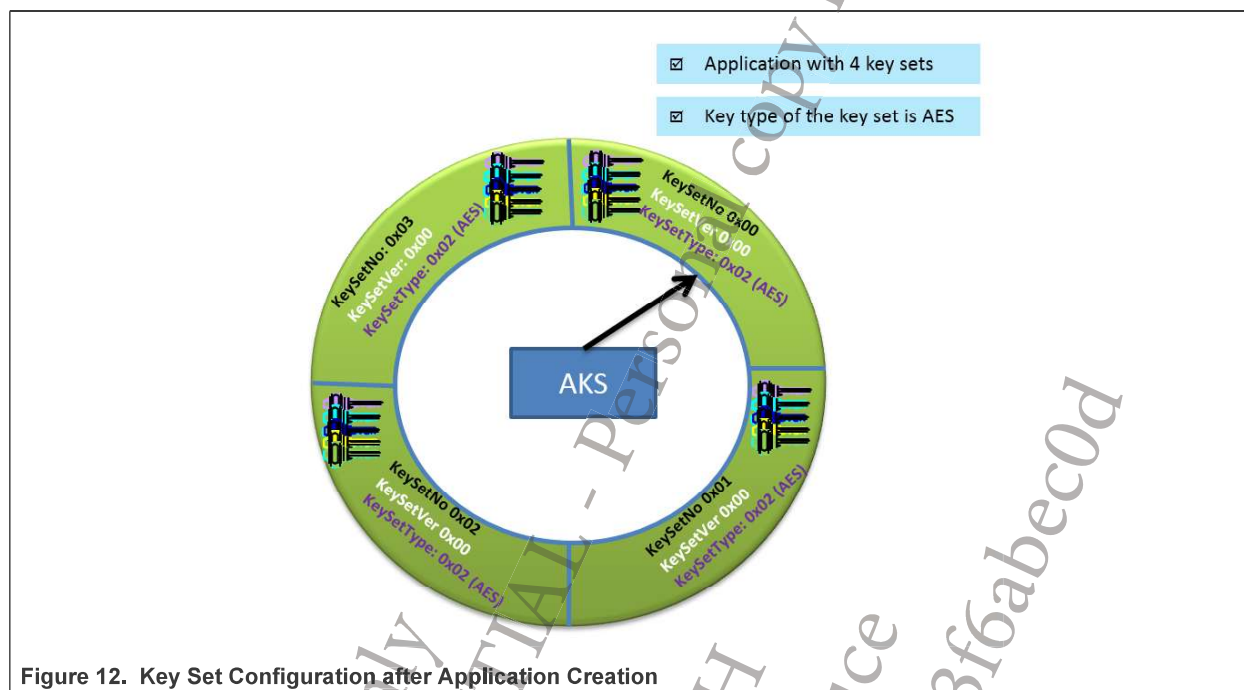 Application with 4 key sets
Key type of the key set is AES
KeySetNo: 0x03
KeySetVer: 0x00
KeySetType: 0x02 (AES)
KeySetNo 0x00
KeySetVer 0x00
KeySetType: 0x02 (AES)
AKS
KeySetNo 0x02
KeySetVer 0x00
KeySetType: 0x02 (AES)
KeySetNo 0x01
KeySetVer 0x00
KeySetType: 0x02 (AES)
Figure 12. Key Set Configuration after Application Creation
- Personal copy